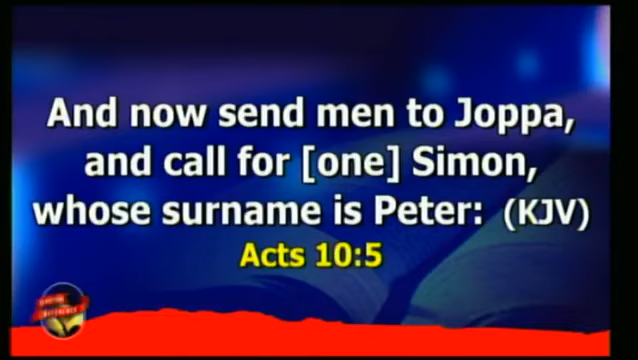 And now send men to Joppa,
and call for [one] Simon,
whose surname is Peter: (KJV)
Acts 10:5